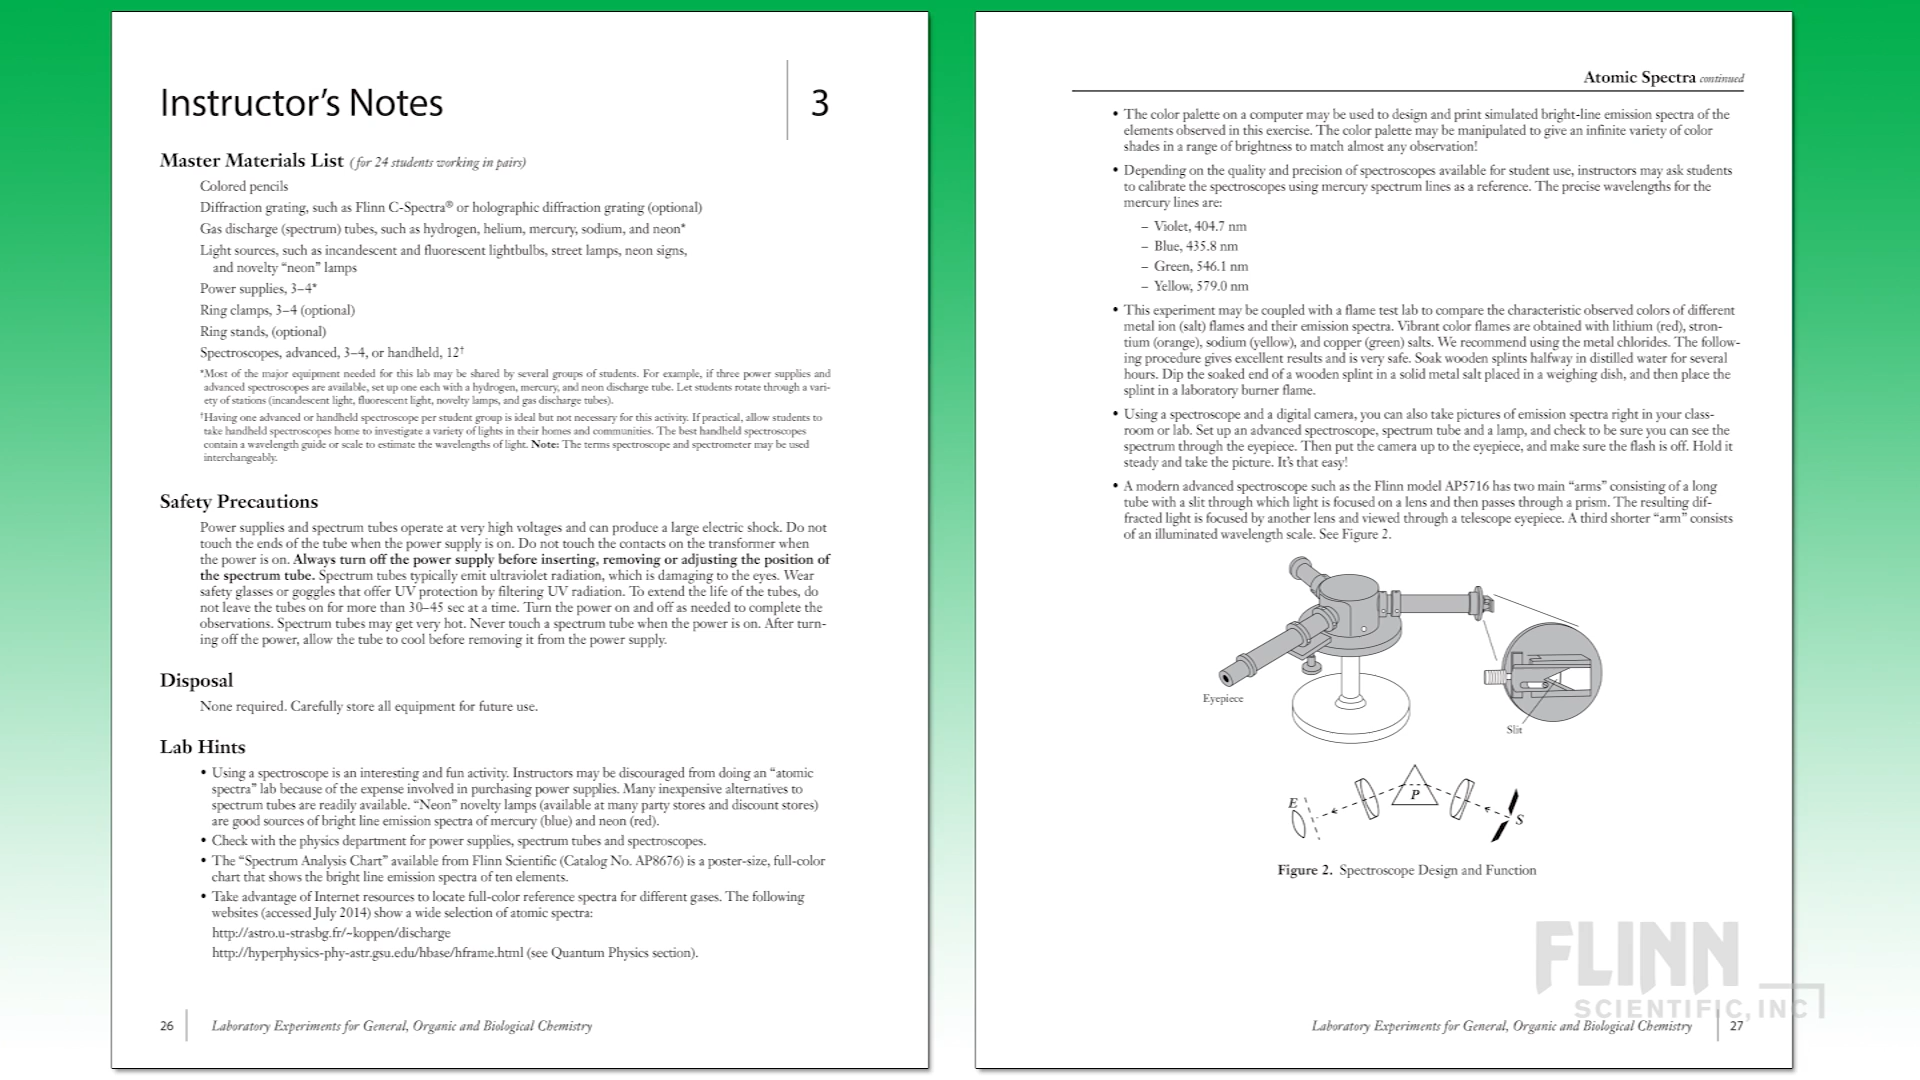 Instructor's Notes
3
Master Materials List (for 24 students working in pairs)
Colored pencils
Diffraction grating, such as Flinn C-Spectra® or holographic diffraction grating (optional)
Gas discharge (spectrum) tubes, such as hydrogen, helium, mercury, sodium, and neon*
Light sources, such as incandescent and fluorescent lightbulbs, street lamps, neon signs,
and novelty “neon” lamps
Power supplies, 3–4*
Ring clamps, 3–4 (optional)
Ring stands, (optional)
Spectroscopes, advanced, 3–4, or handheld, 12†
*Most of the major equipment needed for this lab may be shared by several groups of students. For example, if three power supplies and
advanced spectroscopes are available, set up one each with a hydrogen, mercury, and neon discharge tube. Let students rotate through a vari-
ety of stations (incandescent light, fluorescent light, novelty lamps, and gas discharge tubes).
†Having one advanced or handheld spectroscope per student group is ideal but not necessary for this activity. If practical, allow students to
take handheld spectroscopes home to investigate a variety of lights in their homes and communities. The best handheld spectroscopes
contain a wavelength guide or scale to estimate the wavelengths of light. Note: The terms spectroscope and spectrometer may be used
interchangeably.
Safety Precautions
Power supplies and spectrum tubes operate at very high voltages and can produce a large electric shock. Do not
touch the ends of the tube when the power supply is on. Do not touch the contacts on the transformer when
the power is on. Always turn off the power supply before inserting, removing or adjusting the position of
the spectrum tube. Spectrum tubes typically emit ultraviolet radiation, which is damaging to the eyes. Wear
safety glasses or goggles that offer UV protection by filtering UV radiation. To extend the life of the tubes, do
not leave the tubes on for more than 30–45 sec at a time. Turn the power on and off as needed to complete the
observations. Spectrum tubes may get very hot. Never touch a spectrum tube when the power is on. After turn-
ing off the power, allow the tube to cool before removing it from the power supply.
Disposal
None required. Carefully store all equipment for future use.
Lab Hints
• Using a spectroscope is an interesting and fun activity. Instructors may be discouraged from doing an “atomic
spectra” lab because of the expense involved in purchasing power supplies. Many inexpensive alternatives to
spectrum tubes are readily available. “Neon” novelty lamps (available at many party stores and discount stores)
are good sources of bright line emission spectra of mercury (blue) and neon (red).
• Check with the physics department for power supplies, spectrum tubes and spectroscopes.
• The “Spectrum Analysis Chart” available from Flinn Scientific (Catalog No. AP8676) is a poster-size, full-color
chart that shows the bright line emission spectra of ten elements.
• Take advantage of Internet resources to locate full-color reference spectra for different gases. The following
websites (accessed July 2014) show a wide selection of atomic spectra:
http://astro.u-strasbg.fr/~koppen/discharge
http://hyperphysics-phy-astr.gsu.edu/hbase/hframe.html (see Quantum Physics section).
26
Laboratory Experiments for General, Organic and Biological Chemistry
Atomic Spectra continued
• The color palette on a computer may be used to design and print simulated bright-line emission spectra of the
elements observed in this exercise. The color palette may be manipulated to give an infinite variety of color
shades in a range of brightness to match almost any observation!
• Depending on the quality and precision of spectroscopes available for student use, instructors may ask students
to calibrate the spectroscopes using mercury spectrum lines as a reference. The precise wavelengths for the
mercury lines are:
– Violet, 404.7 nm
– Blue, 435.8 nm
– Green, 546.1 nm
– Yellow, 579.0 nm
• This experiment may be coupled with a flame test lab to compare the characteristic observed colors of different
metal ion (salt) flames and their emission spectra. Vibrant color flames are obtained with lithium (red), stron-
tium (orange), sodium (yellow), and copper (green) salts. We recommend using the metal chlorides. The follow-
ing procedure gives excellent results and is very safe. Soak wooden splints halfway in distilled water for several
hours. Dip the soaked end of a wooden splint in a solid metal salt placed in a weighing dish, and then place the
splint in a laboratory burner flame.
• Using a spectroscope and a digital camera, you can also take pictures of emission spectra right in your class-
room or lab. Set up an advanced spectroscope, spectrum tube and a lamp, and check to be sure you can see the
spectrum through the eyepiece. Then put the camera up to the eyepiece, and make sure the flash is off. Hold it
steady and take the picture. It’s that easy!
• A modern advanced spectroscope such as the Flinn model AP5716 has two main “arms” consisting of a long
tube with a slit through which light is focused on a lens and then passes through a prism. The resulting dif-
fracted light is focused by another lens and viewed through a telescope eyepiece. A third shorter “arm” consists
of an illuminated wavelength scale. See Figure 2.
Eyepiece
Slit
E
P
S
Figure 2. Spectroscope Design and Function
FLINN
SCIENTIFIC, INC
Laboratory Experiments for General, Organic and Biological Chemistry
27